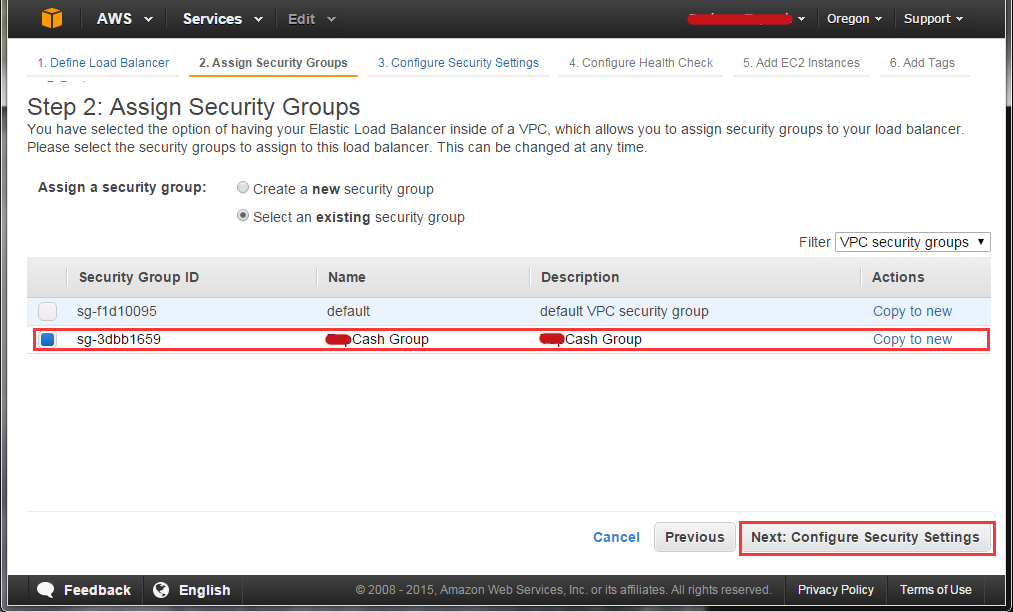 AWS Services Edit Oregon Support
1. Define Load Balancer 2. Assign Security Groups 3. Configure Security Settings 4. Configure Health Check 5. Add EC2 Instances 6. Add Tags
Step 2: Assign Security Groups
You have selected the option of having your Elastic Load Balancer inside of a VPC, which allows you to assign security groups to your load balancer.
Please select the security groups to assign to this load balancer. This can be changed at any time.
Assign a security group: Create a new security group
Select an existing security group
Filter VPC security groups
Security Group ID Name Description Actions
sg-f1d10095 default default VPC security group Copy to new
sg-3dbb1659 Cash Group Cash Group Copy to new
Cancel Previous Next: Configure Security Settings
Feedback English © 2008 - 2015, Amazon Web Services, Inc. or its affiliates. All rights reserved. Privacy Policy Terms of Use